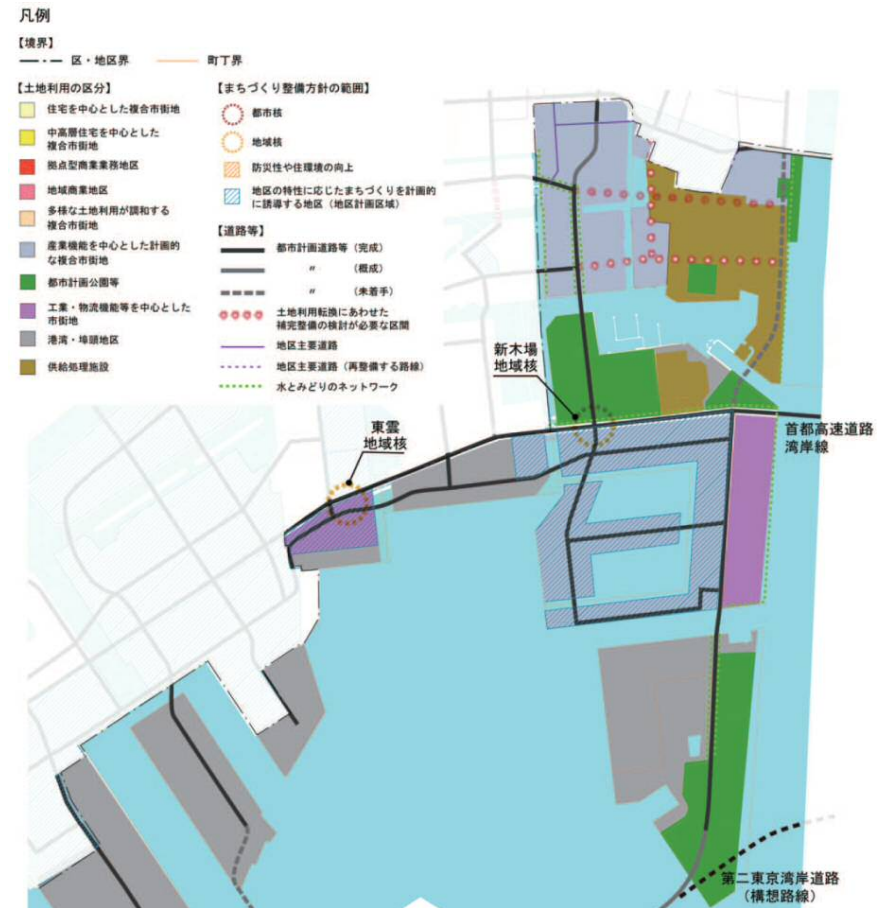 凡例
【境界】
区・地区界
町丁界
【土地利用の区分】
住宅を中心とした複合市街地
中高層住宅を中心とした
複合市街地
拠点型商業業務地区
地域商業地区
多様な土地利用が調和する
複合市街地
産業機能を中心とした計画的
な複合市街地
都市計画公園等
工業・物流機能等を中心とした
市街地
港湾・埠頭地区
供給処理施設
【まちづくり整備方針の範囲】
都市核
地域核
防災性や住環境の向上
地区の特性に応じたまちづくりを計画的
に誘導する地区（地区計画区域）
【道路等】
都市計画道路等（完成）
〃 （概成）
〃 （未着手）
土地利用転換にあわせた
補完整備の検討が必要な区間
地区主要道路
地区主要道路（再整備する路線）
水とみどりのネットワーク
新木場
地域核
東雲
地域核
首都高速道路
湾岸線
第二東京湾岸道路
（構想路線）